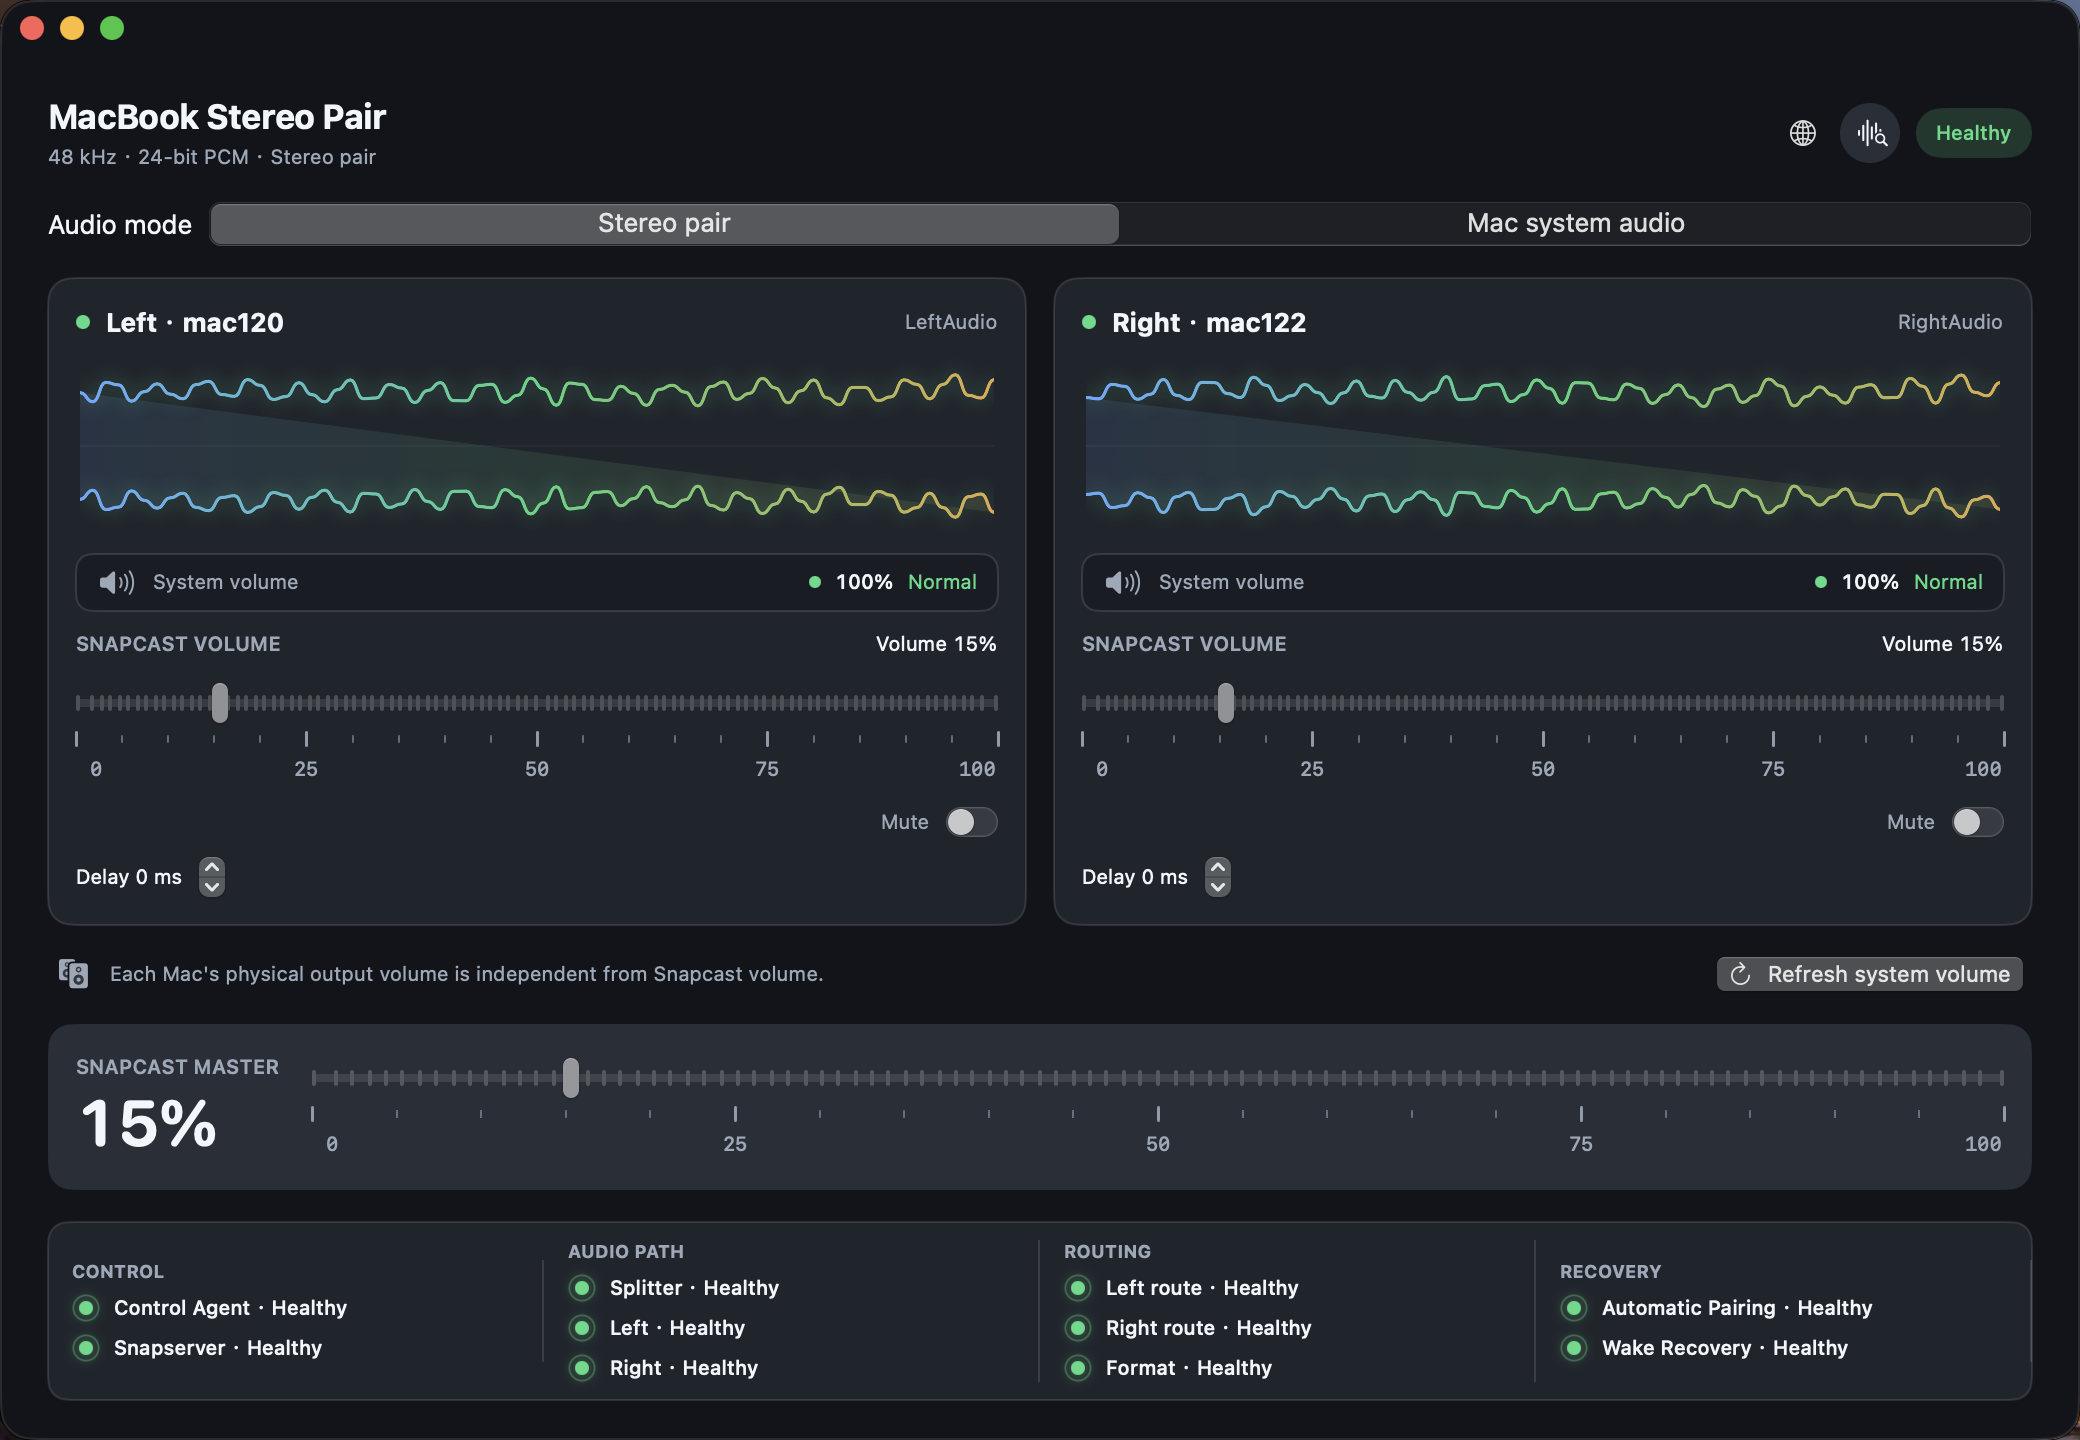 MacBook Stereo Pair
48 kHz · 24-bit PCM · Stereo pair
Healthy
Audio mode
Stereo pair
Mac system audio
Left · mac120
LeftAudio
System volume
100% Normal
SNAPCAST VOLUME
Volume 15%
0 25 50 75 100
Mute
Delay 0 ms
Right · mac122
RightAudio
System volume
100% Normal
SNAPCAST VOLUME
Volume 15%
0 25 50 75 100
Mute
Delay 0 ms
Each Mac's physical output volume is independent from Snapcast volume.
Refresh system volume
SNAPCAST MASTER
15%
0 25 50 75 100
CONTROL
Control Agent · Healthy
Snapserver · Healthy
AUDIO PATH
Splitter · Healthy
Left · Healthy
Right · Healthy
ROUTING
Left route · Healthy
Right route · Healthy
Format · Healthy
RECOVERY
Automatic Pairing · Healthy
Wake Recovery · Healthy